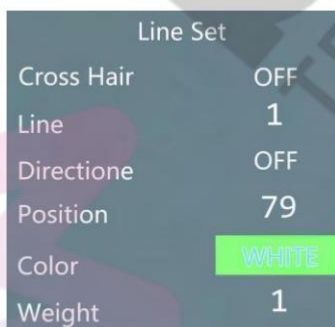 Line Set
Cross Hair OFF
Line 1
Directione OFF
Position 79
Color WHITE
Weight 1